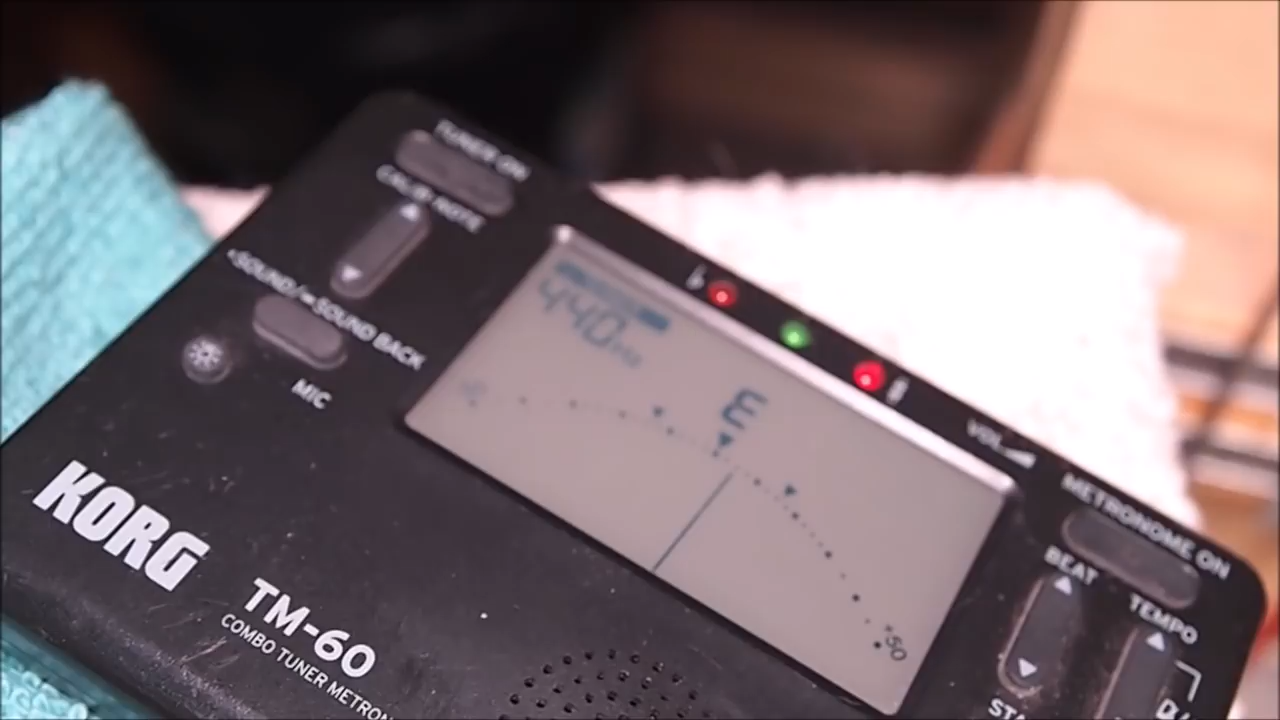 TUNER ON
CALIB NOTE
SOUND/ SOUND BACK
MIC
440Hz
E
+50
VOL
METRONOME ON
BEAT
TEMPO
KORG
TM-60
COMBO TUNER METRON
STA